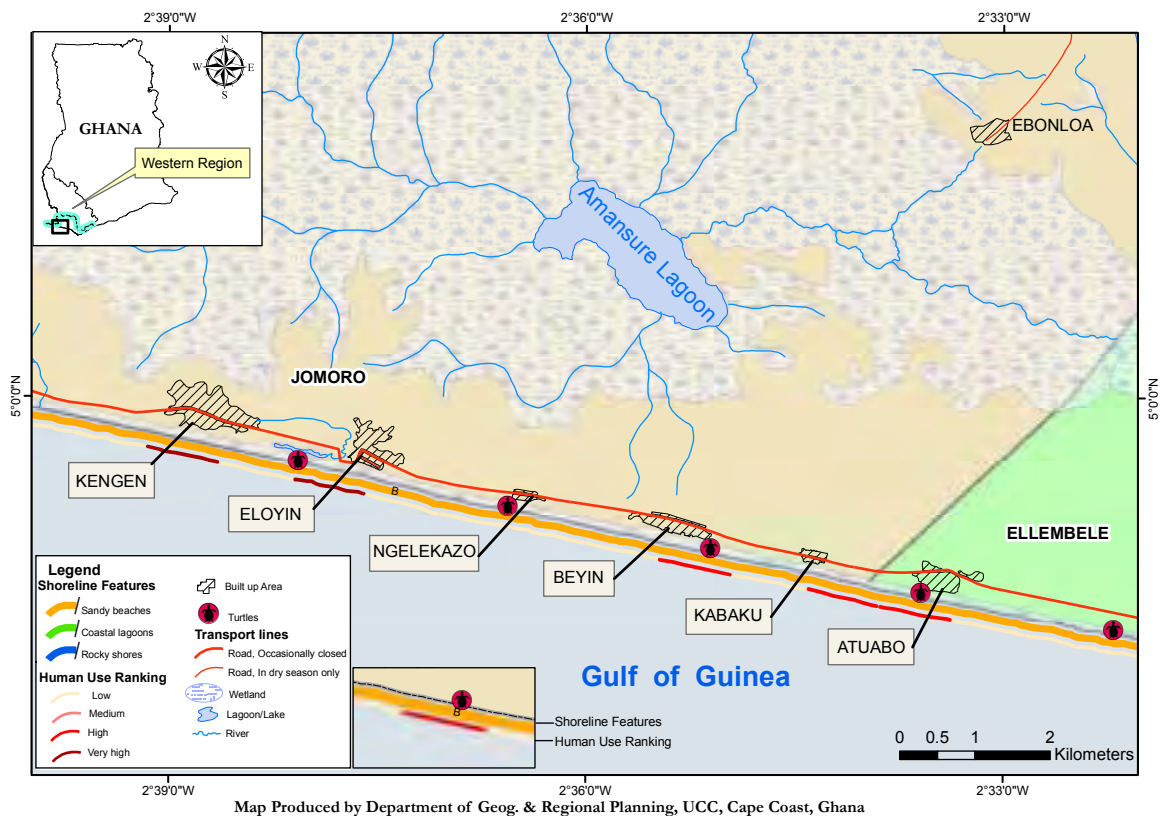 2°39'0"W
2°36'0"W
2°33'0"W
N
W
E
S
GHANA
Western Region
EBONLOA
Amansure Lagoon
5°0'0"N
5°0'0"N
JOMORO
KENGEN
ELOYIN
B
NGELEKAZO
BEYIN
KABAKU
ATUABO
ELLEMBELE
Gulf of Guinea
Legend
Shoreline Features
Sandy beaches
Coastal lagoons
Rocky shores
Human Use Ranking
Low
Medium
High
Very high
Built up Area
Turtles
Transport lines
Road, Occasionally closed
Road, In dry season only
Wetland
Lagoon/Lake
River
B
Shoreline Features
Human Use Ranking
0 0.5 1 2
Kilometers
2°39'0"W
2°36'0"W
2°33'0"W
Map Produced by Department of Geog. & Regional Planning, UCC, Cape Coast, Ghana